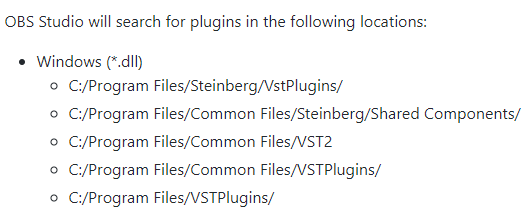 OBS Studio will search for plugins in the following locations:
Windows (*.dll)
C:/Program Files/Steinberg/VstPlugins/
C:/Program Files/Common Files/Steinberg/Shared Components/
C:/Program Files/Common Files/VST2
C:/Program Files/Common Files/VSTPlugins/
C:/Program Files/VSTPlugins/